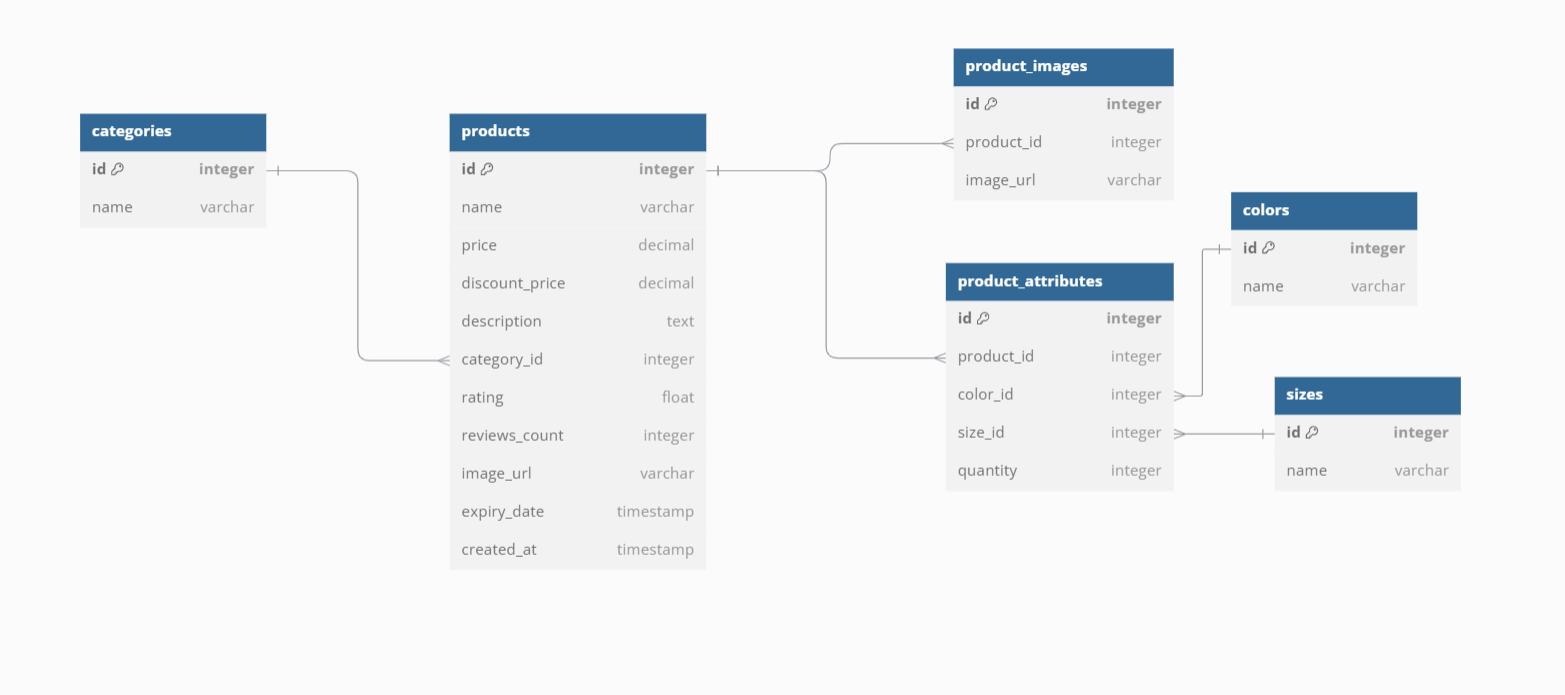 categories
id integer
name varchar
products
id integer
name varchar
price decimal
discount_price decimal
description text
category_id integer
rating float
reviews_count integer
image_url varchar
expiry_date timestamp
created_at timestamp
product_images
id integer
product_id integer
image_url varchar
product_attributes
id integer
product_id integer
color_id integer
size_id integer
quantity integer
colors
id integer
name varchar
sizes
id integer
name varchar